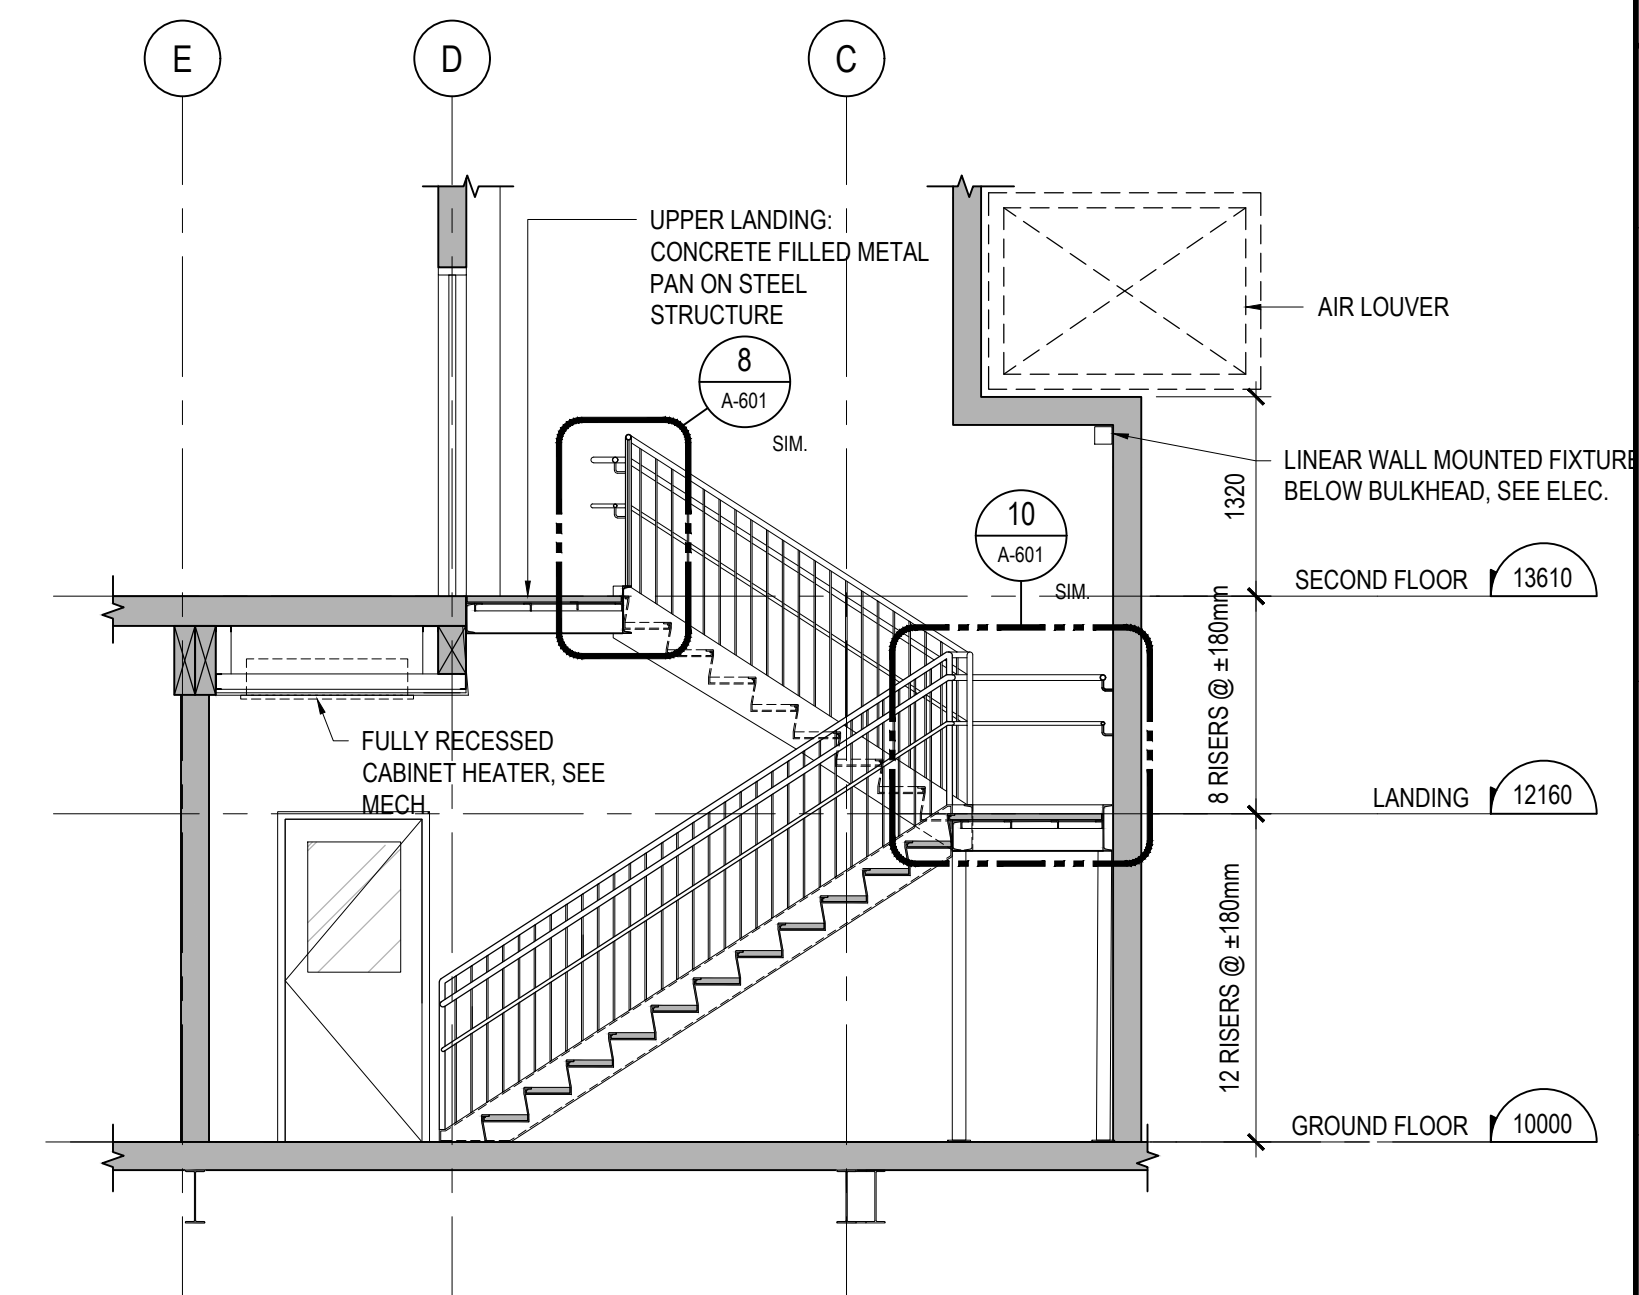 E
D
C
UPPER LANDING:
CONCRETE FILLED METAL
PAN ON STEEL
STRUCTURE
8
A-601
SIM.
AIR LOUVER
LINEAR WALL MOUNTED FIXTURE
BELOW BULKHEAD, SEE ELEC.
1320
10
A-601
SIM.
SECOND FLOOR
13610
8 RISERS @ ±180mm
FULLY RECESSED
CABINET HEATER, SEE
MECH
LANDING
12160
12 RISERS @ ±180mm
GROUND FLOOR
10000